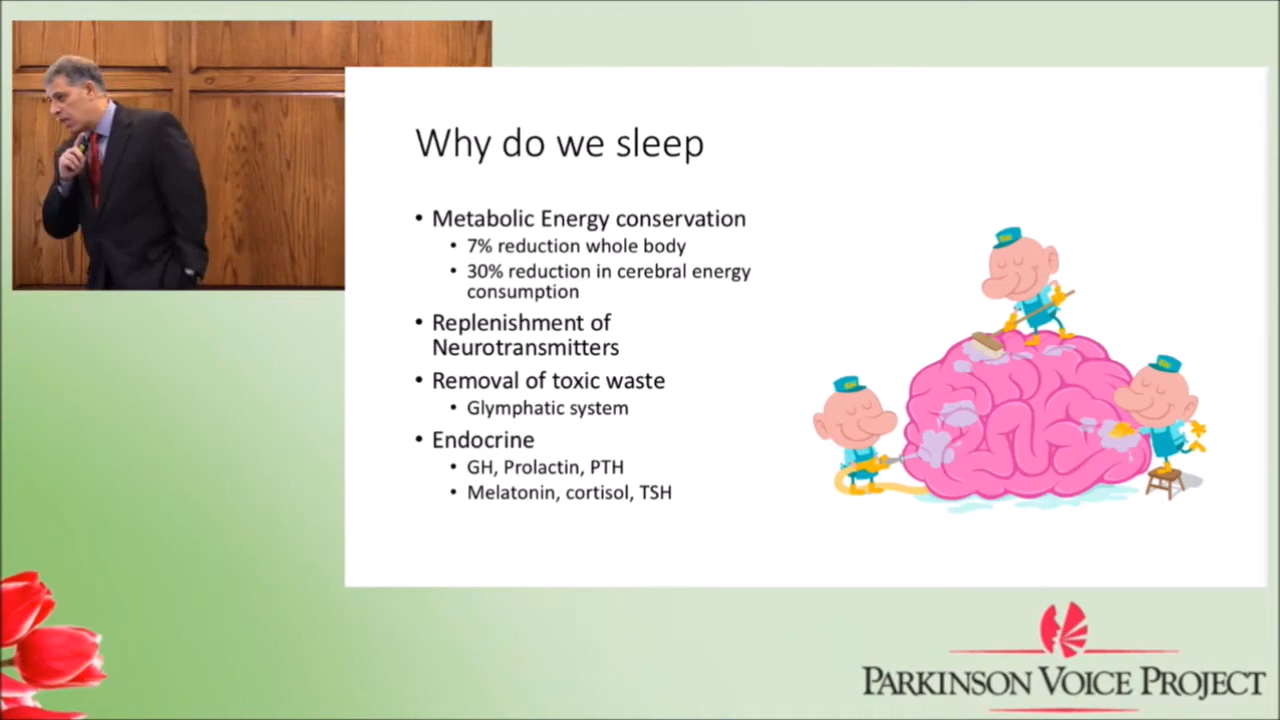 Why do we sleep
• Metabolic Energy conservation
• 7% reduction whole body
• 30% reduction in cerebral energy
consumption
• Replenishment of
Neurotransmitters
• Removal of toxic waste
• Glymphatic system
• Endocrine
• GH, Prolactin, PTH
• Melatonin, cortisol, TSH
PARKINSON VOICE PROJECT